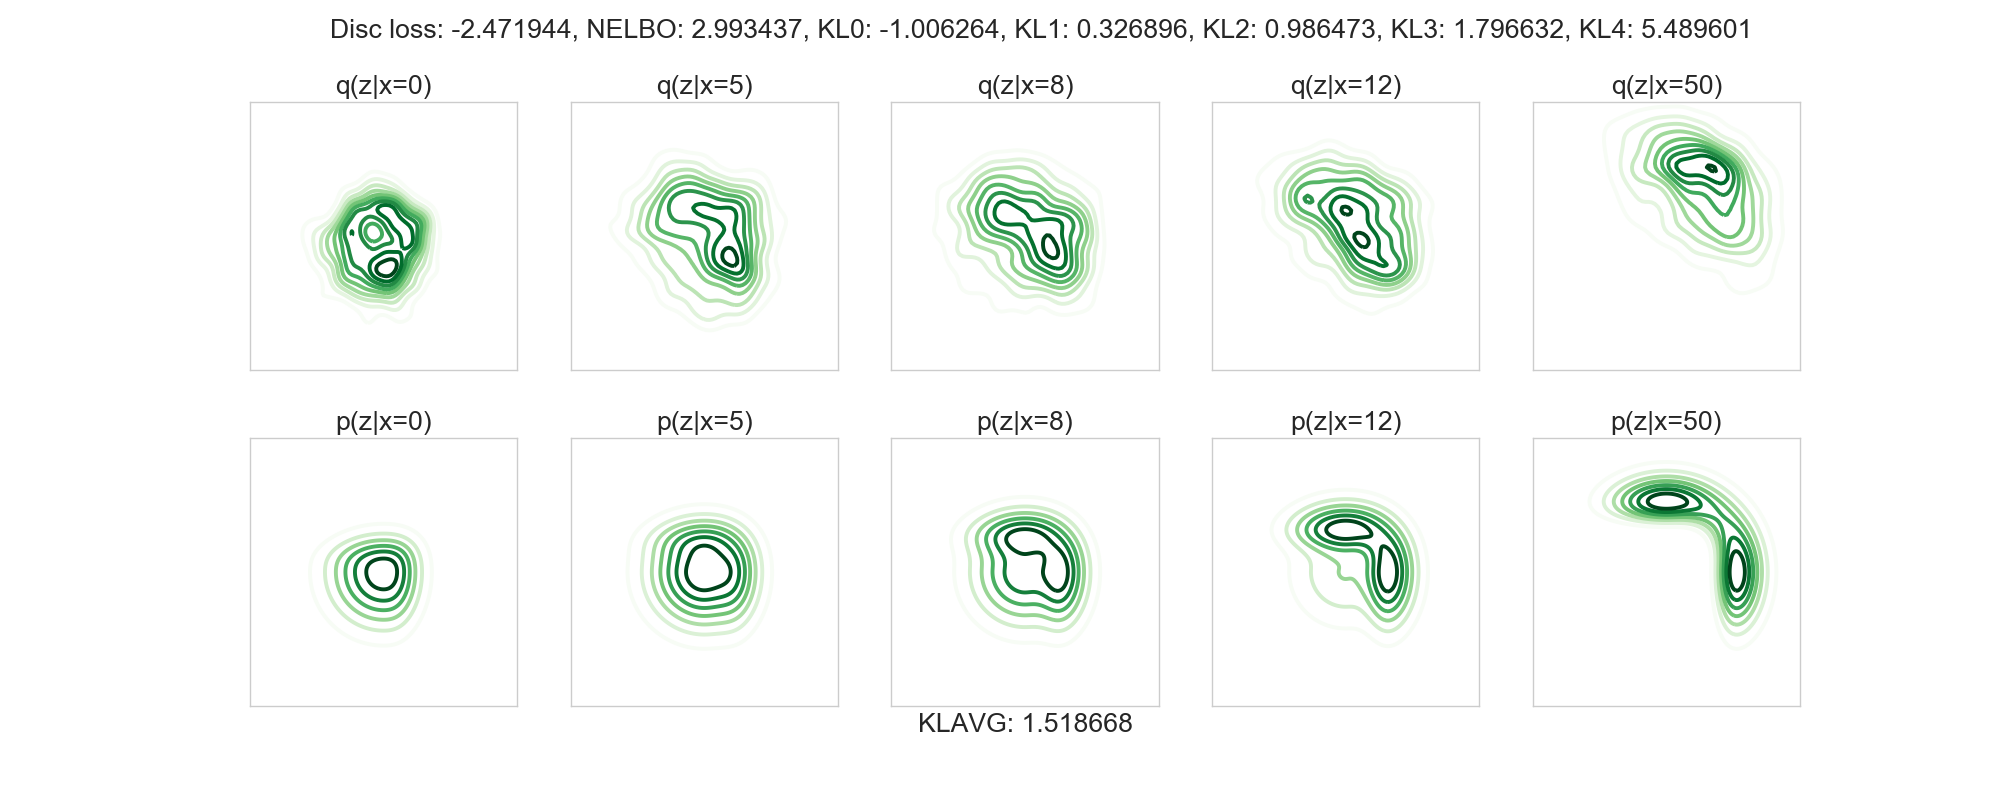 Disc loss: -2.471944, NELBO: 2.993437, KL0: -1.006264, KL1: 0.326896, KL2: 0.986473, KL3: 1.796632, KL4: 5.489601
q(z|x=0) q(z|x=5) q(z|x=8) q(z|x=12) q(z|x=50)
p(z|x=0) p(z|x=5) p(z|x=8) p(z|x=12) p(z|x=50)
KLAVG: 1.518668